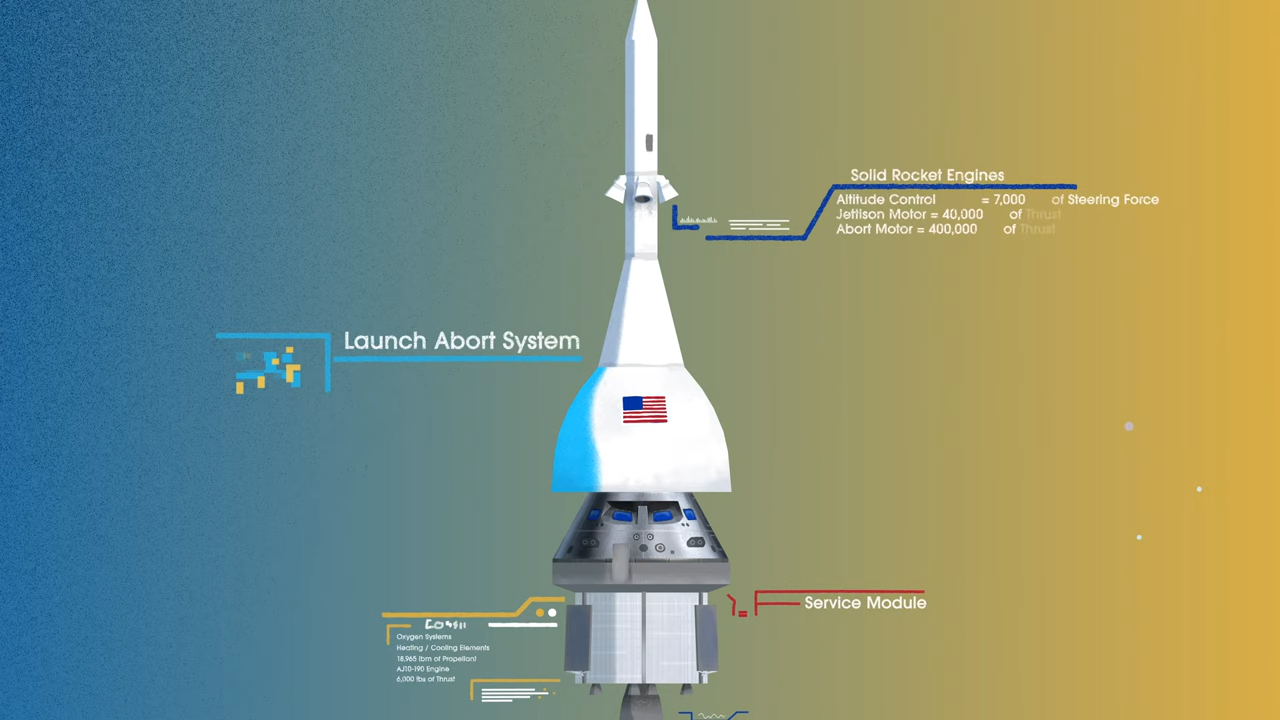 Solid Rocket Engines
Altitude Control = 7,000 of Steering Force
Jettison Motor = 40,000 of Thrust
Abort Motor = 400,000 of Thrust
Launch Abort System
Service Module
Oxygen Systems
Heating / Cooling Elements
18,965 lbm of Propellant
AJ10-190 Engine
6,000 lbs of Thrust